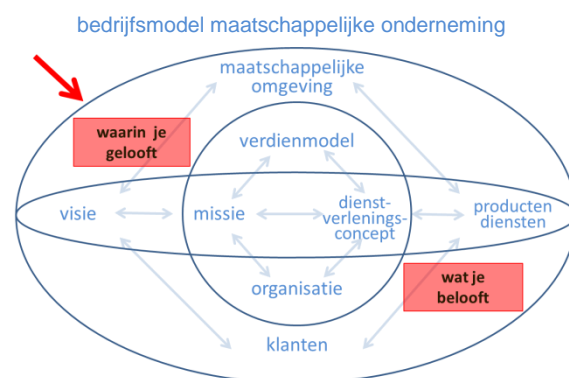 bedrijfsmodel maatschappelijke onderneming
maatschappelijke
omgeving
waarin je
gelooft
verdienmodel
visie
missie
dienst-
verlenings-
concept
producten
diensten
organisatie
wat je
belooft
klanten